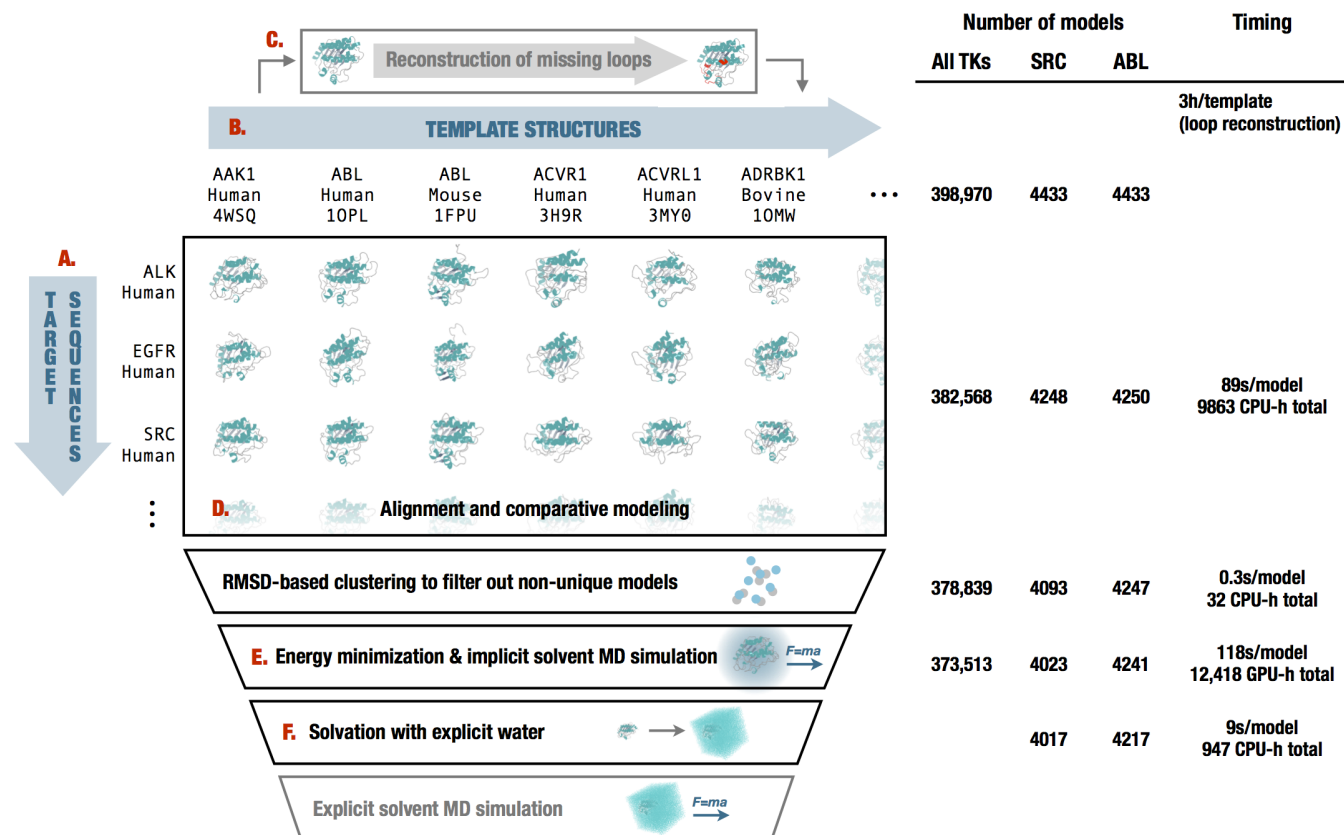 Number of models
Timing
All TKs SRC ABL
C.
Reconstruction of missing loops
3h/template
(loop reconstruction)
B.
TEMPLATE STRUCTURES
AAK1
Human
4WSQ
ABL
Human
1OPL
ABL
Mouse
1FPU
ACVR1
Human
3H9R
ACVRL1
Human
3MY0
ADRBK1
Bovine
1OMW
...
398,970 4433 4433
A.
TARGET
SEQUENCES
ALK
Human
EGFR
Human
SRC
Human
...
382,568 4248 4250
89s/model
9863 CPU-h total
D.
Alignment and comparative modeling
RMSD-based clustering to filter out non-unique models
378,839 4093 4247
0.3s/model
32 CPU-h total
E. Energy minimization & implicit solvent MD simulation
F=ma
373,513 4023 4241
118s/model
12,418 GPU-h total
F. Solvation with explicit water
4017 4217
9s/model
947 CPU-h total
Explicit solvent MD simulation
F=ma